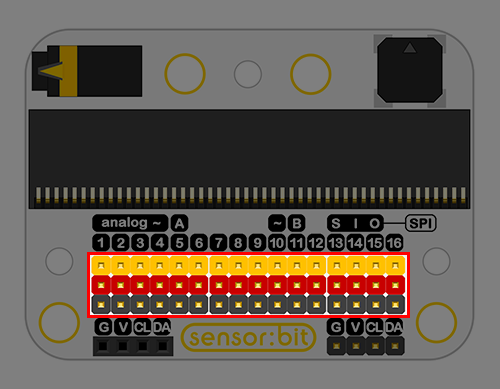 analog ~ A ~ B S I O SPI
1 2 3 4 5 6 7 8 9 10 11 12 13 14 15 16
G V CL DA sensor:bit G V CL DA